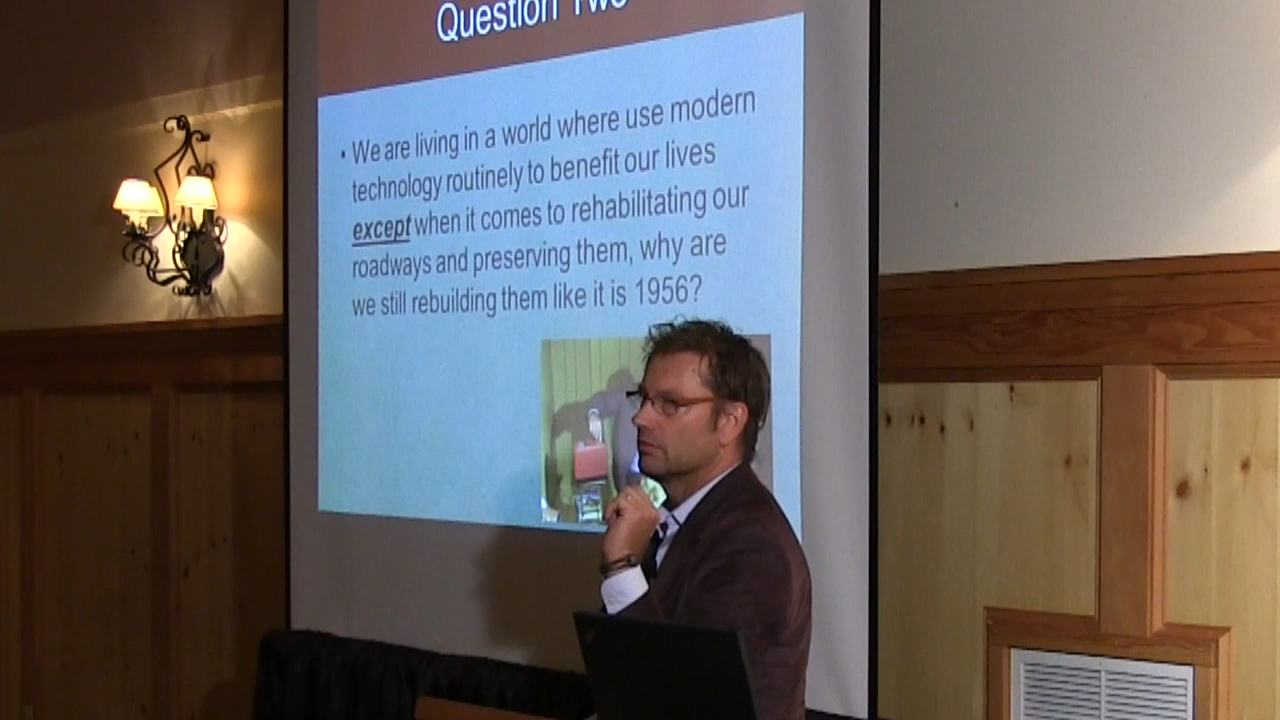 Question Two
• We are living in a world where use modern
technology routinely to benefit our lives
except when it comes to rehabilitating our
roadways and preserving them, why are
we still rebuilding them like it is 1956?